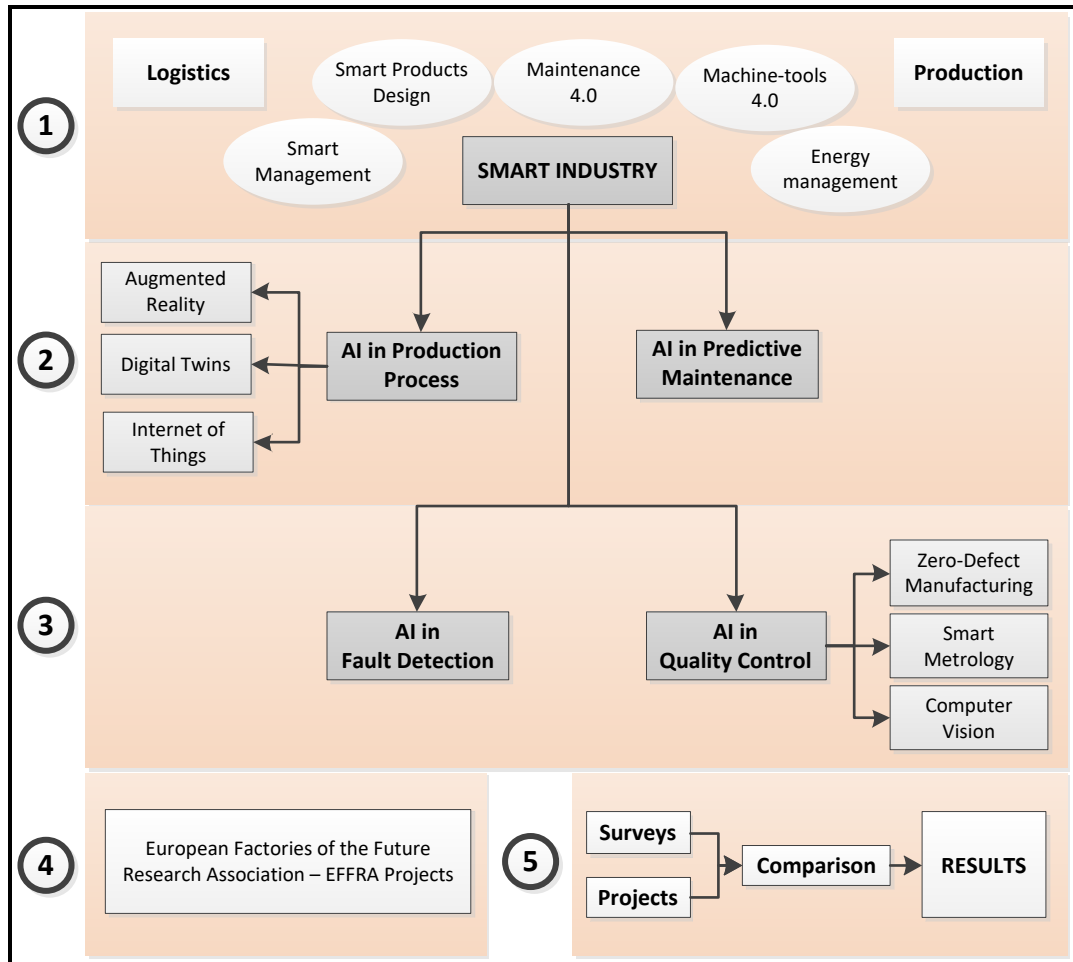 1
Logistics
Smart Products
Design
Maintenance
4.0
Machine-tools
4.0
Production
Smart
Management
SMART INDUSTRY
Energy
management
2
Augmented
Reality
Digital Twins
Internet of
Things
AI in Production
Process
AI in Predictive
Maintenance
3
AI in
Fault Detection
AI in
Quality Control
Zero-Defect
Manufacturing
Smart
Metrology
Computer
Vision
4
European Factories of the Future
Research Association – EFFRA Projects
5
Surveys
Projects
Comparison
RESULTS